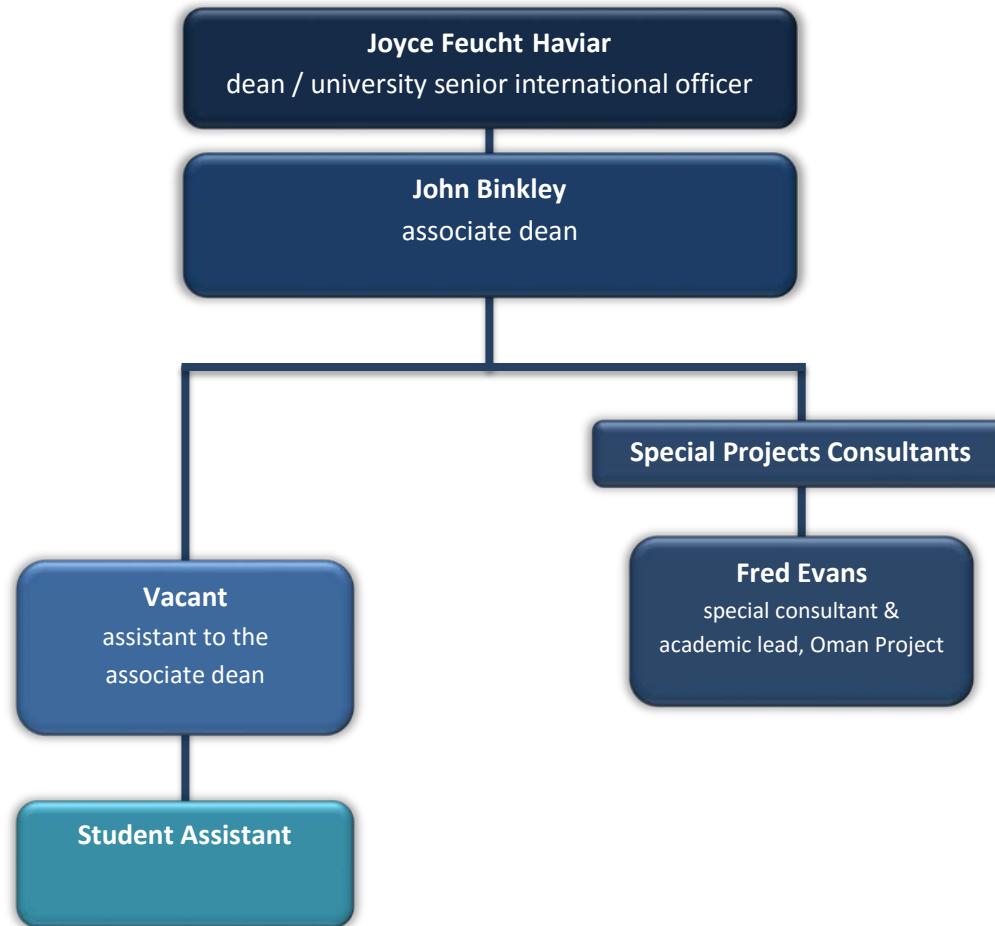 Joyce Feucht Haviar
dean / university senior international officer
John Binkley
associate dean
Special Projects Consultants
Fred Evans
special consultant &
academic lead, Oman Project
Vacant
assistant to the
associate dean
Student Assistant